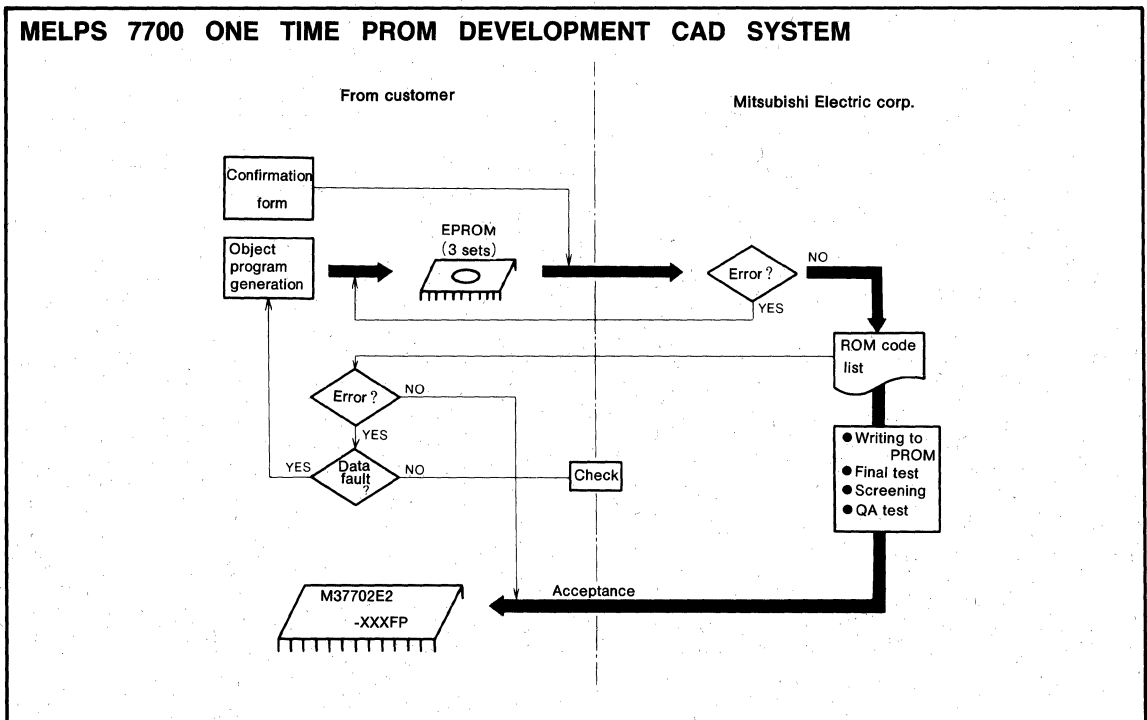 MELPS 7700 ONE TIME PROM DEVELOPMENT CAD SYSTEM
From customer
Mitsubishi Electric corp.
Confirmation
form
EPROM
(3 sets)
Object
program
generation
Error?
NO
YES
ROM code
list
Error?
NO
YES
Data
fault
?
YES
NO
Check
●Writing to
PROM
●Final test
●Screening
●QA test
Acceptance
M37702E2
-XXXFP